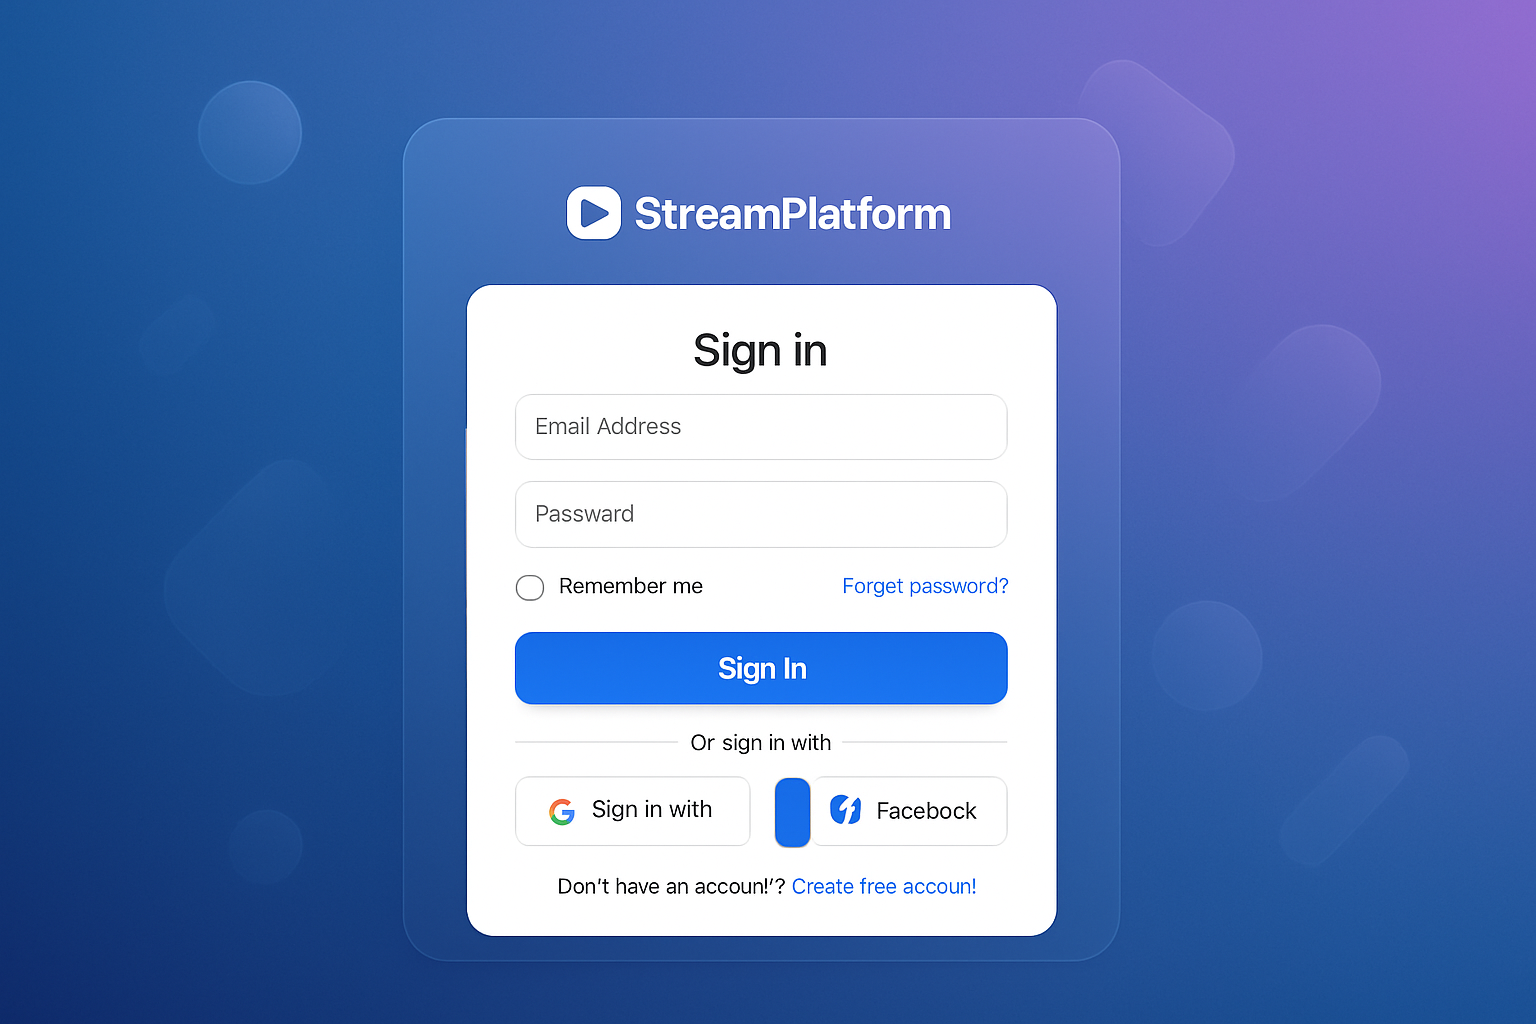 StreamPlatform
Sign in
Email Address
Passward
Remember me
Forget password?
Sign In
Or sign in with
Sign in with
Facebock
Don't have an accoun!'? Create free accoun!